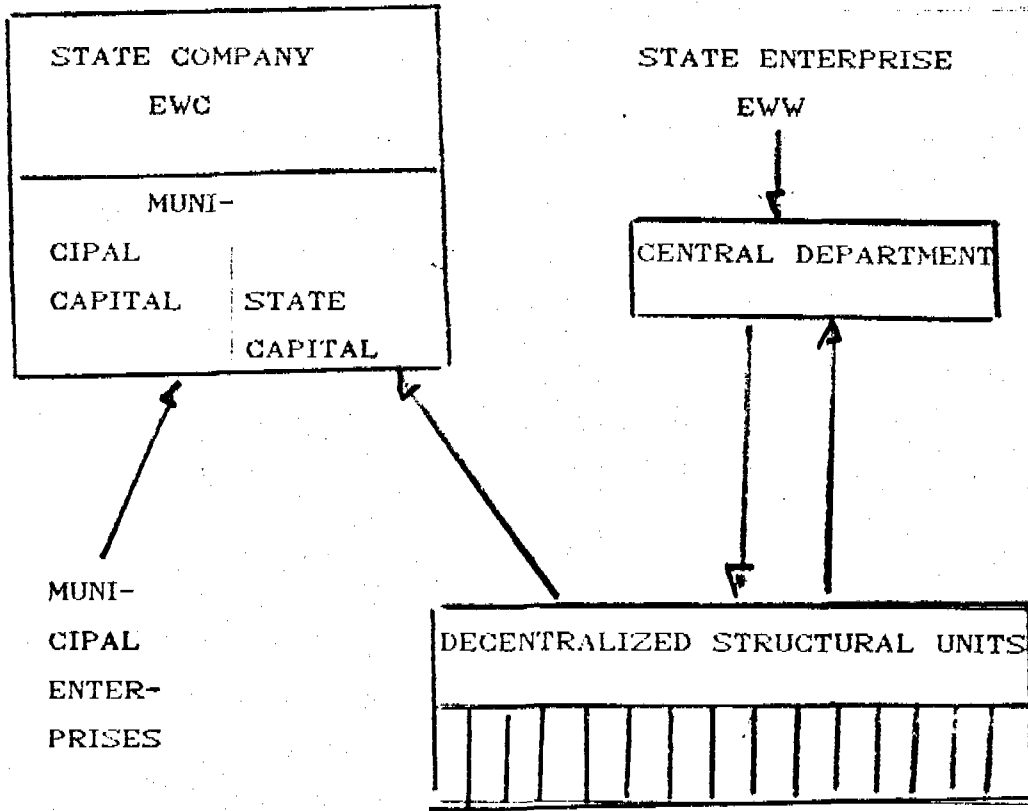 STATE COMPANY
EWC
MUNI-
CIPAL
CAPITAL
STATE
CAPITAL
STATE ENTERPRISE
EWW
CENTRAL DEPARTMENT
MUNI-
CIPAL
ENTER-
PRISES
DECENTRALIZED STRUCTURAL UNITS